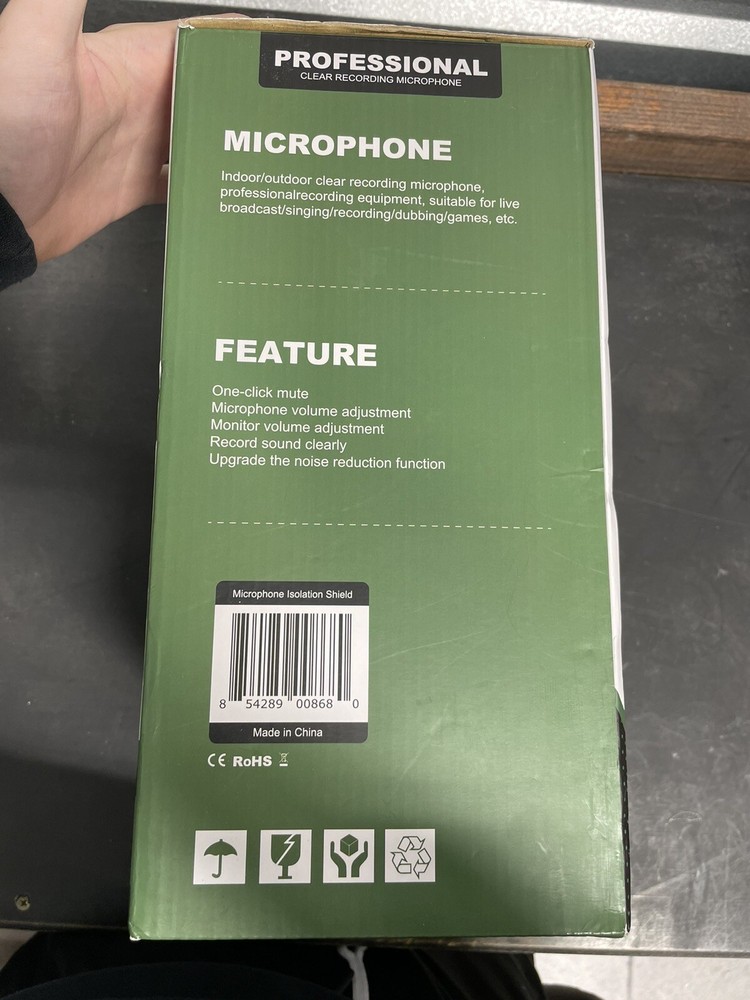 PROFESSIONAL
CLEAR RECORDING MICROPHONE
MICROPHONE
Indoor/outdoor clear recording microphone,
professionalrecording equipment, suitable for live
broadcast/singing/recording/dubbing/games, etc.
FEATURE
One-click mute
Microphone volume adjustment
Monitor volume adjustment
Record sound clearly
Upgrade the noise reduction function
Microphone Isolation Shield
8 54289 00868 0
Made in China
CE RoHS